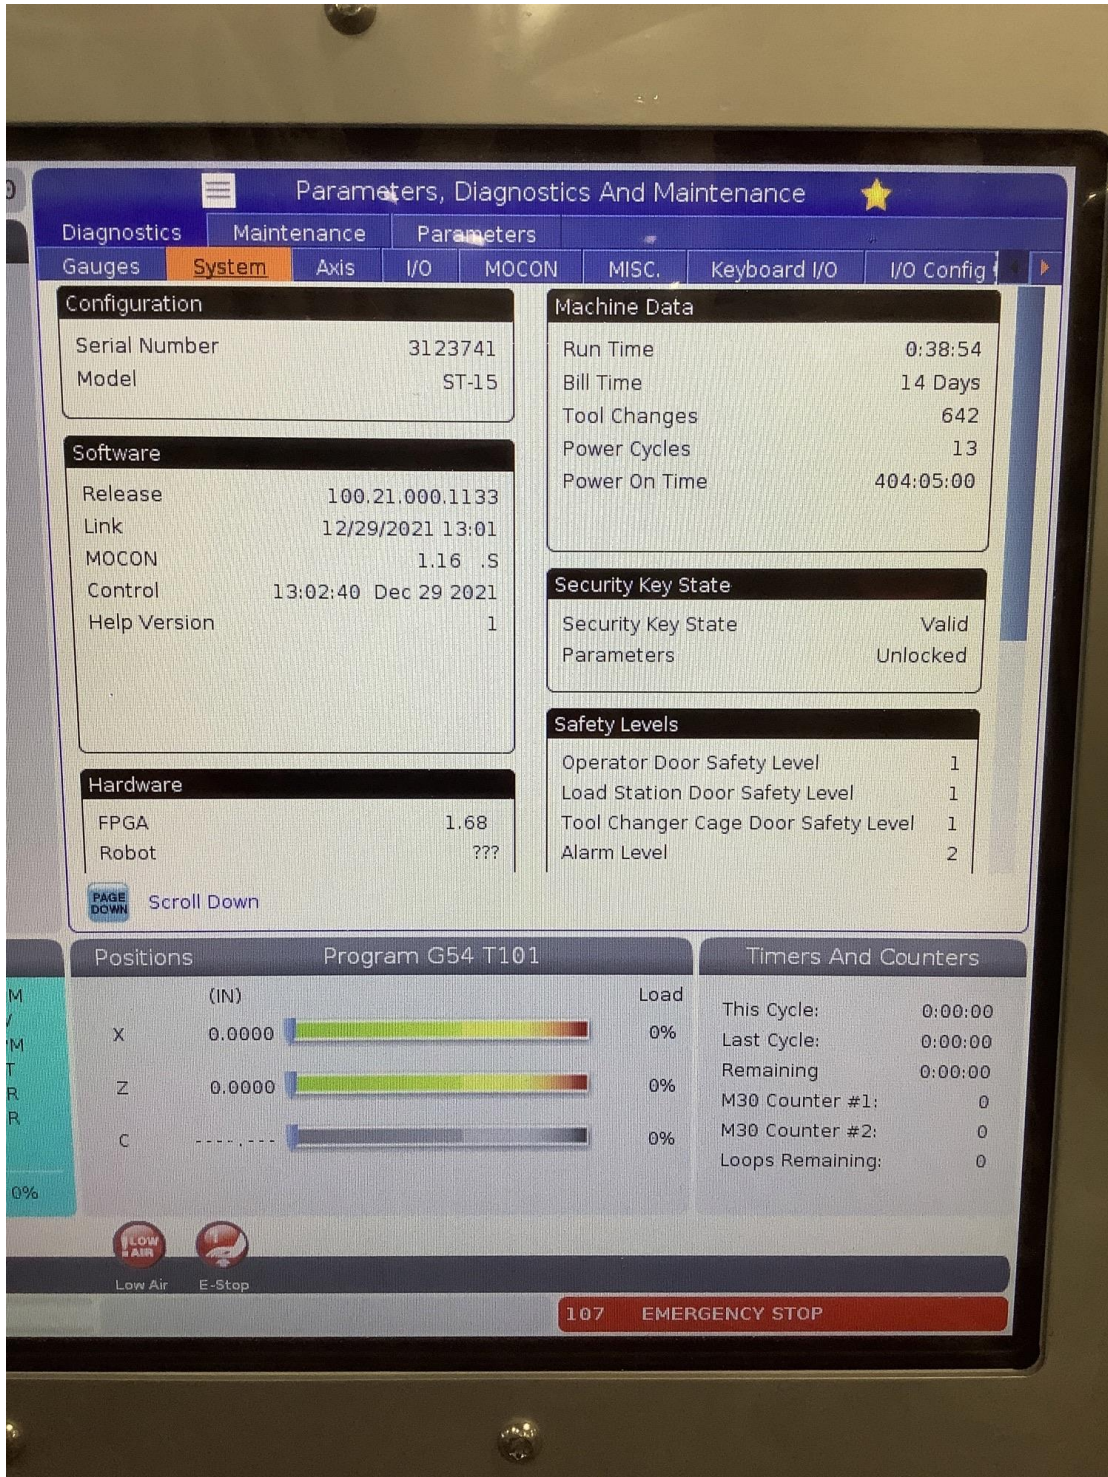 Parameters, Diagnostics And Maintenance
Diagnostics Maintenance Parameters
Gauges System Axis I/O MOCON MISC. Keyboard I/O I/O Config
Configuration
Serial Number 3123741
Model ST-15
Software
Release 100.21.000.1133
Link 12/29/2021 13:01
MOCON 1.16 .S
Control 13:02:40 Dec 29 2021
Help Version 1
Hardware
FPGA 1.68
Robot ???
Machine Data
Run Time 0:38:54
Bill Time 14 Days
Tool Changes 642
Power Cycles 13
Power On Time 404:05:00
Security Key State
Security Key State Valid
Parameters Unlocked
Safety Levels
Operator Door Safety Level 1
Load Station Door Safety Level 1
Tool Changer Cage Door Safety Level 1
Alarm Level 2
PAGE
DOWN
Scroll Down
M
M
T
R
R
0%
Positions Program G54 T101
(IN) Load
X 0.0000 0%
Z 0.0000 0%
C ----.--- 0%
Timers And Counters
This Cycle: 0:00:00
Last Cycle: 0:00:00
Remaining 0:00:00
M30 Counter #1: 0
M30 Counter #2: 0
Loops Remaining: 0
LOW
AIR
Low Air E-Stop
107 EMERGENCY STOP